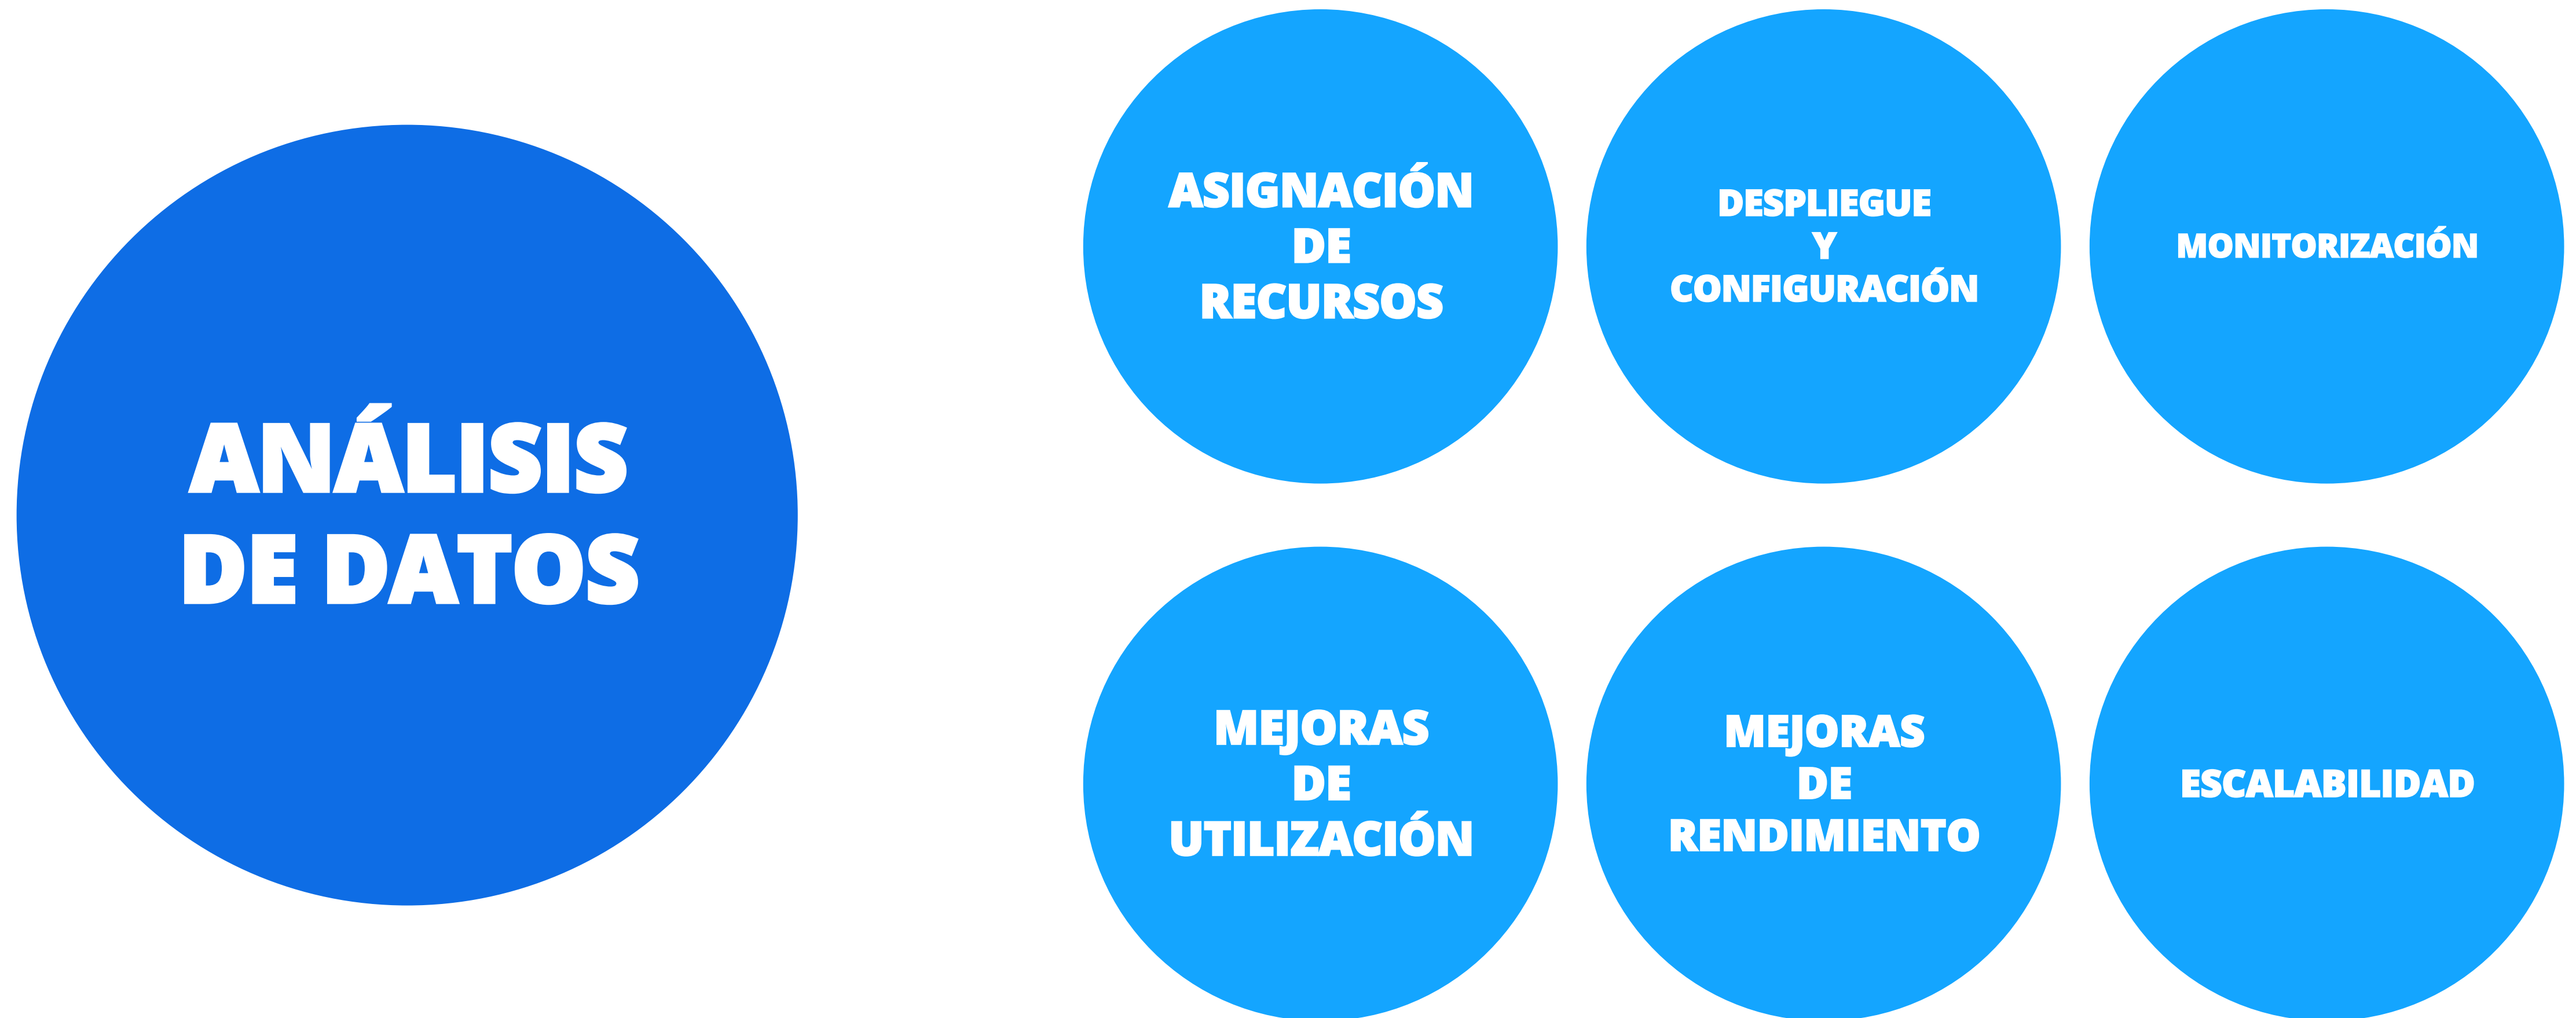 ANÁLISIS
DE DATOS
ASIGNACIÓN
DE
RECURSOS
DESPLIEGUE
Y
CONFIGURACIÓN
MONITORIZACIÓN
MEJORAS
DE
UTILIZACIÓN
MEJORAS
DE
RENDIMIENTO
ESCALABILIDAD